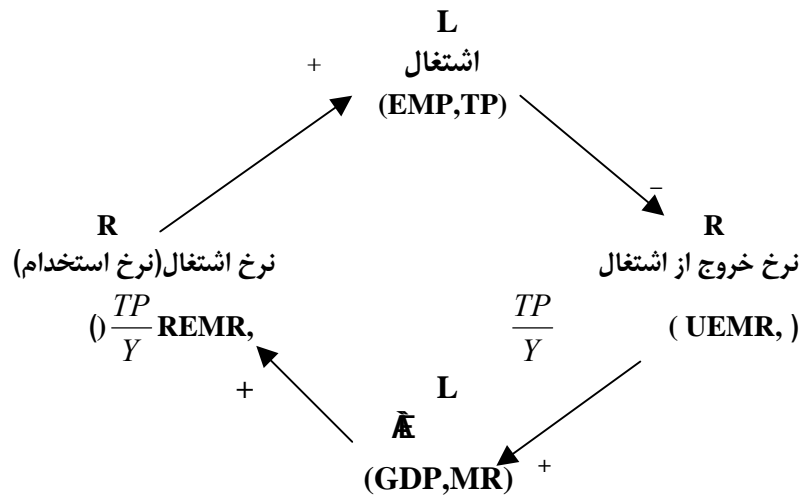 L
+
اشتغال
(EMP,TP)
–
R
نرخ خروج از اشتغال
( UEMR, )
TP
Y
R
نرخ اشتغال(نرخ استخدام)
() TP/Y REMR,
+
L
(GDP,MR)
+